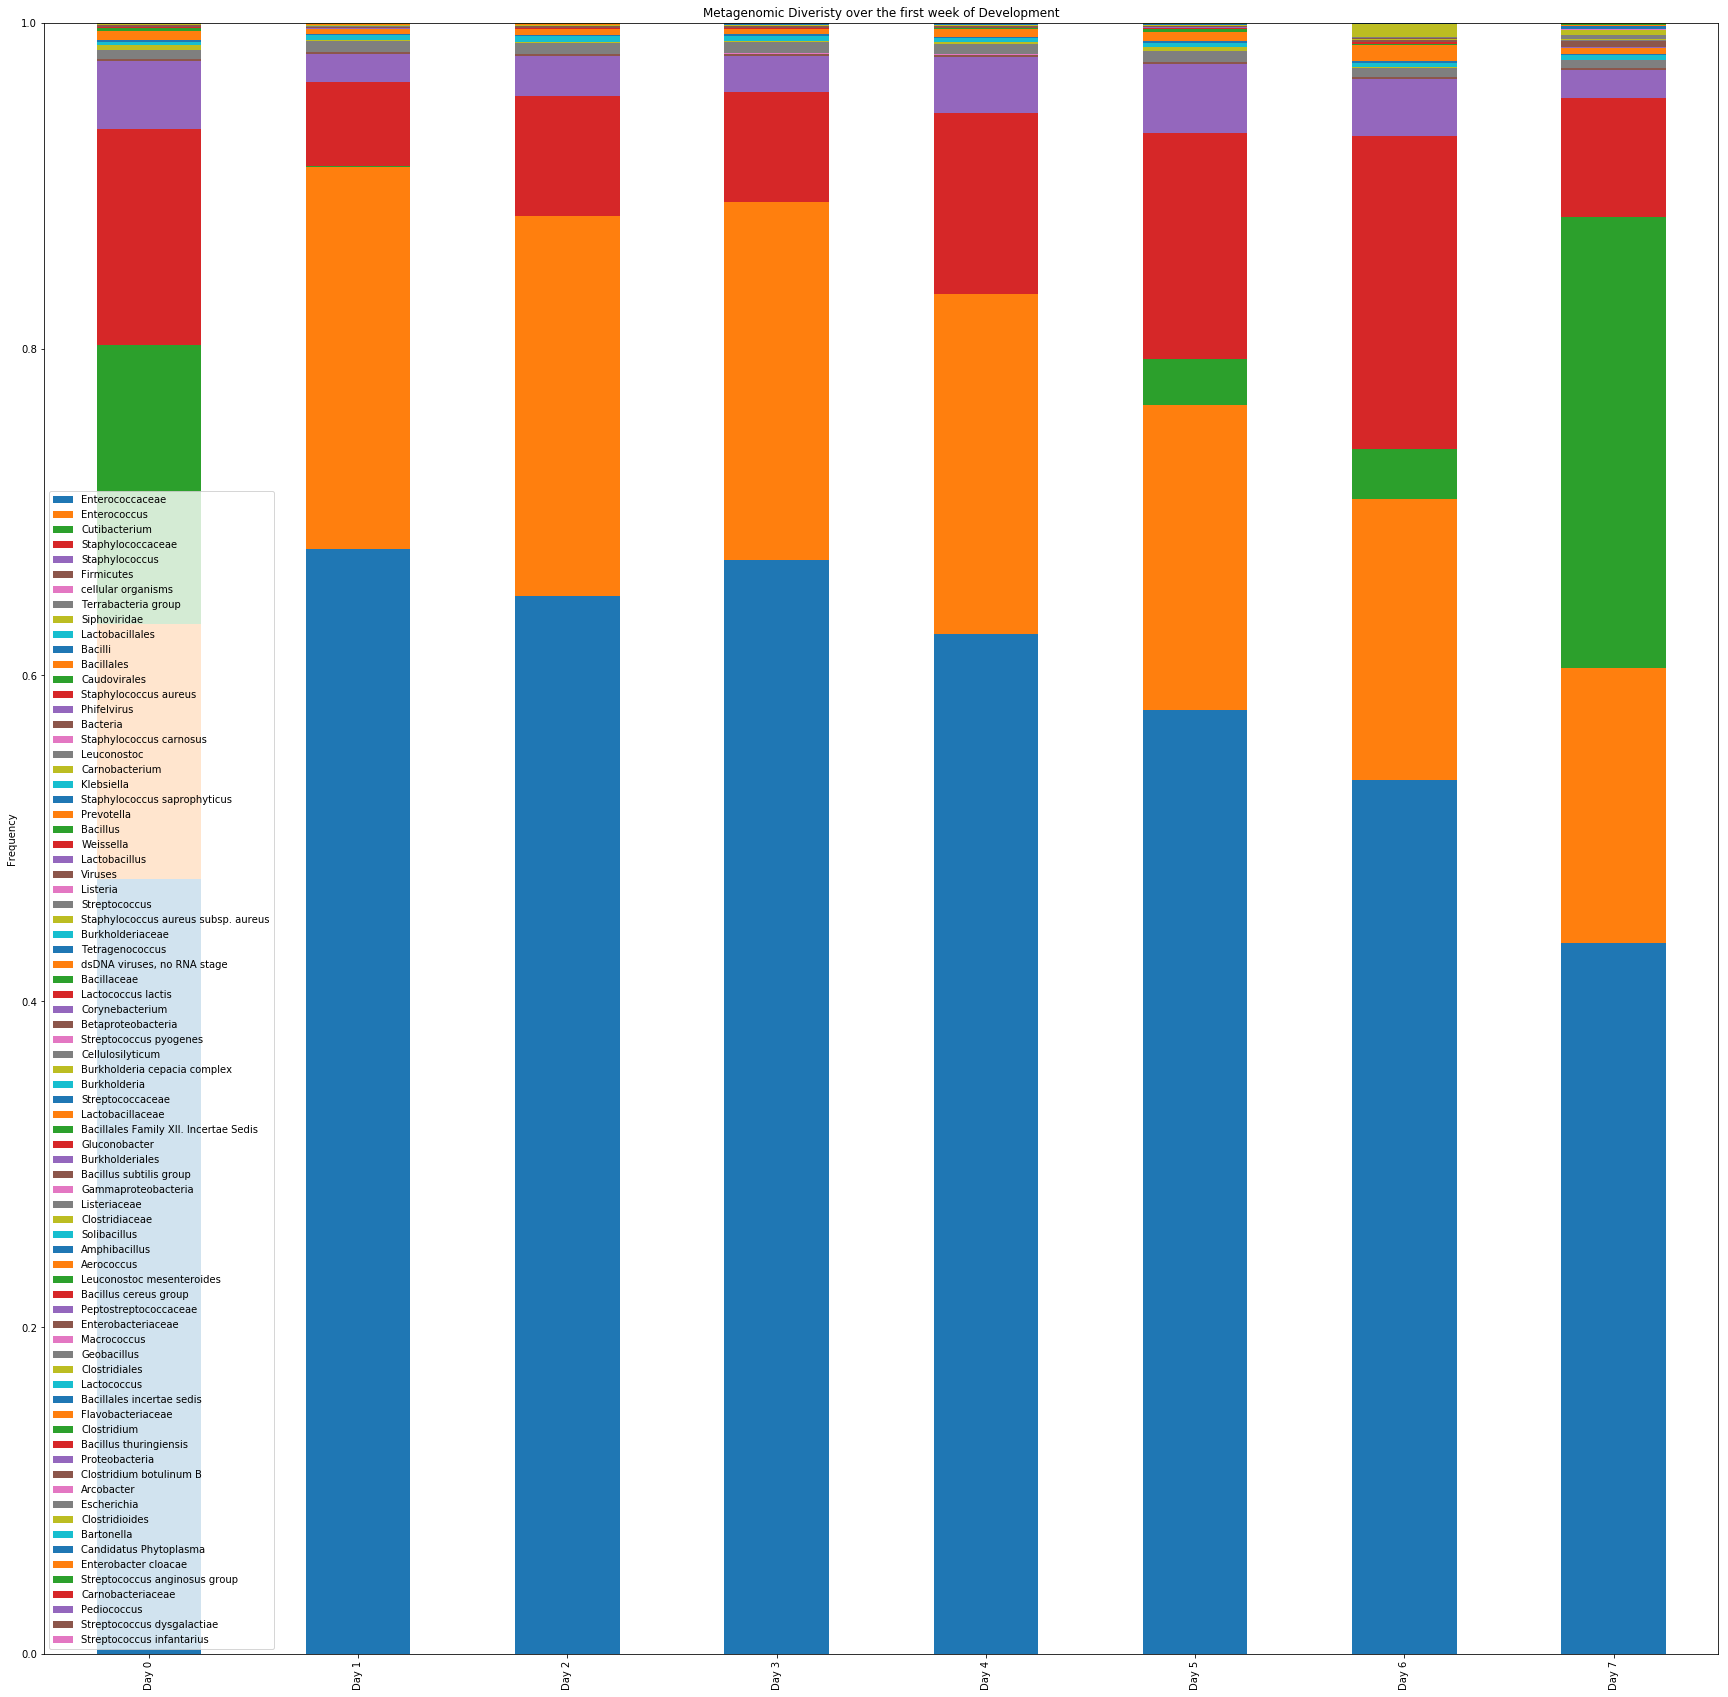 Metagenomic Diveristy over the first week of Development
1.0
0.8
0.6
0.4
0.2
0.0
Frequency
Enterococcaceae
Enterococcus
Cutibacterium
Staphylococcaceae
Staphylococcus
Firmicutes
cellular organisms
Terrabacteria group
Siphoviridae
Lactobacillales
Bacilli
Bacillales
Caudovirales
Staphylococcus aureus
Phifelvirus
Bacteria
Staphylococcus carnosus
Leuconostoc
Carnobacterium
Klebsiella
Staphylococcus saprophyticus
Prevotella
Bacillus
Weissella
Lactobacillus
Viruses
Listeria
Streptococcus
Staphylococcus aureus subsp. aureus
Burkholderiaceae
Tetragenococcus
dsDNA viruses, no RNA stage
Bacillaceae
Lactococcus lactis
Corynebacterium
Betaproteobacteria
Streptococcus pyogenes
Cellulosilyticum
Burkholderia cepacia complex
Burkholderia
Streptococcaceae
Lactobacillaceae
Bacillales Family XII. Incertae Sedis
Gluconobacter
Burkholderiales
Bacillus subtilis group
Gammaproteobacteria
Listeriaceae
Clostridiaceae
Solibacillus
Amphibacillus
Aerococcus
Leuconostoc mesenteroides
Bacillus cereus group
Peptostreptococcaceae
Enterobacteriaceae
Macrococcus
Geobacillus
Clostridiales
Lactococcus
Bacillales incertae sedis
Flavobacteriaceae
Clostridium
Bacillus thuringiensis
Proteobacteria
Clostridium botulinum B
Arcobacter
Escherichia
Clostridioides
Bartonella
Candidatus Phytoplasma
Enterobacter cloacae
Streptococcus anginosus group
Carnobacteriaceae
Pediococcus
Streptococcus dysgalactiae
Streptococcus infantarius
Day 0
Day 1
Day 2
Day 3
Day 4
Day 5
Day 6
Day 7